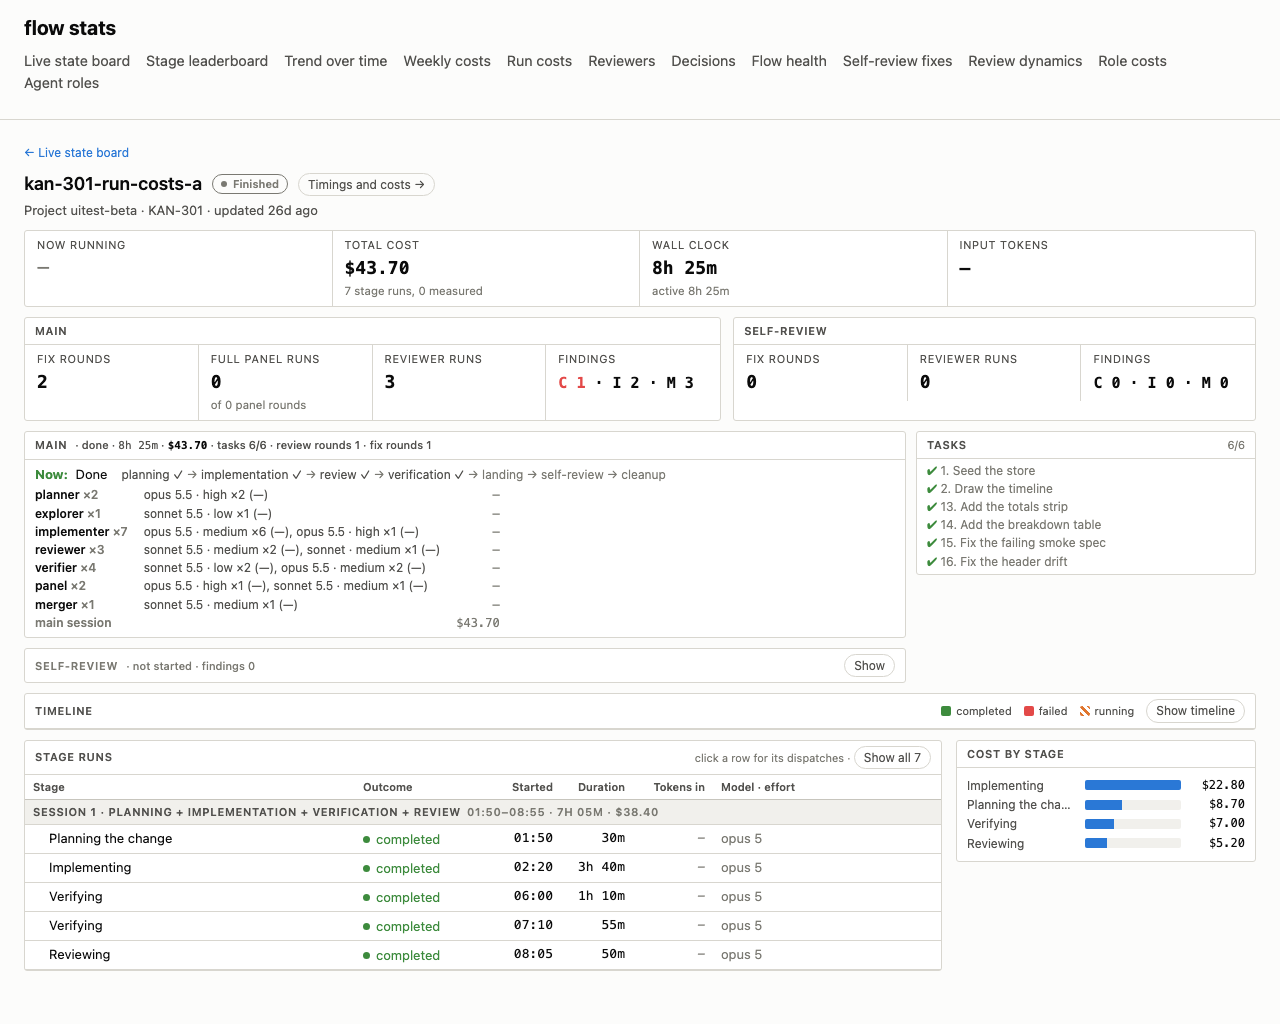 flow stats
Live state board Stage leaderboard Trend over time Weekly costs Run costs Reviewers Decisions Flow health Self-review fixes Review dynamics Role costs
Agent roles
← Live state board
kan-301-run-costs-a Finished Timings and costs →
Project uitest-beta · KAN-301 · updated 26d ago
NOW RUNNING
—
TOTAL COST
$43.70
7 stage runs, 0 measured
WALL CLOCK
8h 25m
active 8h 25m
INPUT TOKENS
—
MAIN
FIX ROUNDS
2
FULL PANEL RUNS
0
of 0 panel rounds
REVIEWER RUNS
3
FINDINGS
C 1 · I 2 · M 3
SELF-REVIEW
FIX ROUNDS
0
REVIEWER RUNS
0
FINDINGS
C 0 · I 0 · M 0
MAIN · done · 8h 25m · $43.70 · tasks 6/6 · review rounds 1 · fix rounds 1
Now: Done planning ✓ → implementation ✓ → review ✓ → verification ✓ → landing → self-review → cleanup
planner ×2 opus 5.5 · high ×2 (—) —
explorer ×1 sonnet 5.5 · low ×1 (—) —
implementer ×7 opus 5.5 · medium ×6 (—), opus 5.5 · high ×1 (—) —
reviewer ×3 sonnet 5.5 · medium ×2 (—), sonnet · medium ×1 (—) —
verifier ×4 sonnet 5.5 · low ×2 (—), opus 5.5 · medium ×2 (—) —
panel ×2 opus 5.5 · high ×1 (—), sonnet 5.5 · medium ×1 (—) —
merger ×1 sonnet 5.5 · medium ×1 (—) —
main session $43.70
TASKS 6/6
✔ 1. Seed the store
✔ 2. Draw the timeline
✔ 13. Add the totals strip
✔ 14. Add the breakdown table
✔ 15. Fix the failing smoke spec
✔ 16. Fix the header drift
SELF-REVIEW · not started · findings 0 Show
TIMELINE completed failed running Show timeline
STAGE RUNS click a row for its dispatches · Show all 7
Stage Outcome Started Duration Tokens in Model · effort
SESSION 1 · PLANNING + IMPLEMENTATION + VERIFICATION + REVIEW 01:50–08:55 · 7H 05M · $38.40
Planning the change completed 01:50 30m — opus 5
Implementing completed 02:20 3h 40m — opus 5
Verifying completed 06:00 1h 10m — opus 5
Verifying completed 07:10 55m — opus 5
Reviewing completed 08:05 50m — opus 5
COST BY STAGE
Implementing $22.80
Planning the cha... $8.70
Verifying $7.00
Reviewing $5.20